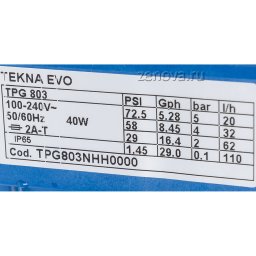 zenova.ru
TEKNA EVO
TPG 803
100-240V~
50/60Hz 40W
2A-T
IP65
PSI Gph bar l/h
72.5 5.28 5 20
58 8.45 4 32
29 16.4 2 62
1.45 29.0 0.1 110
Cod. TPG803NHH0000